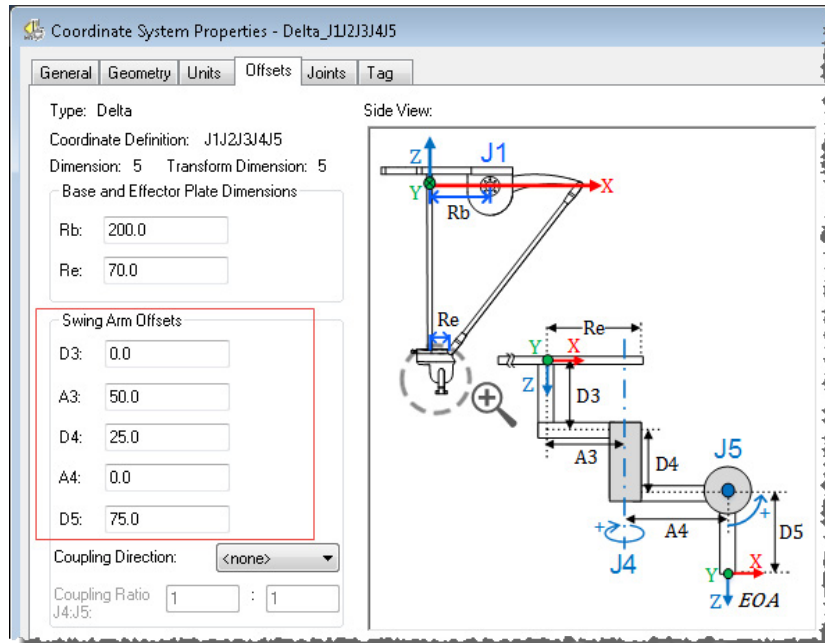 Coordinate System Properties - Delta_J1J2J3J4J5
General Geometry Units Offsets Joints Tag
Type: Delta
Coordinate Definition: J1J2J3J4J5
Dimension: 5 Transform Dimension: 5
Base and Effector Plate Dimensions
Rb: 200.0
Re: 70.0
Swing Arm Offsets
D3: 0.0
A3: 50.0
D4: 25.0
A4: 0.0
D5: 75.0
Coupling Direction: <none>
Coupling Ratio
J4:J5: 1 : 1
Side View:
Z J1
Y X
Rb
Re
Re
Y X
Z D3
A3 D4 J5
+ A4 + D5
J4
Y X
Z EOA